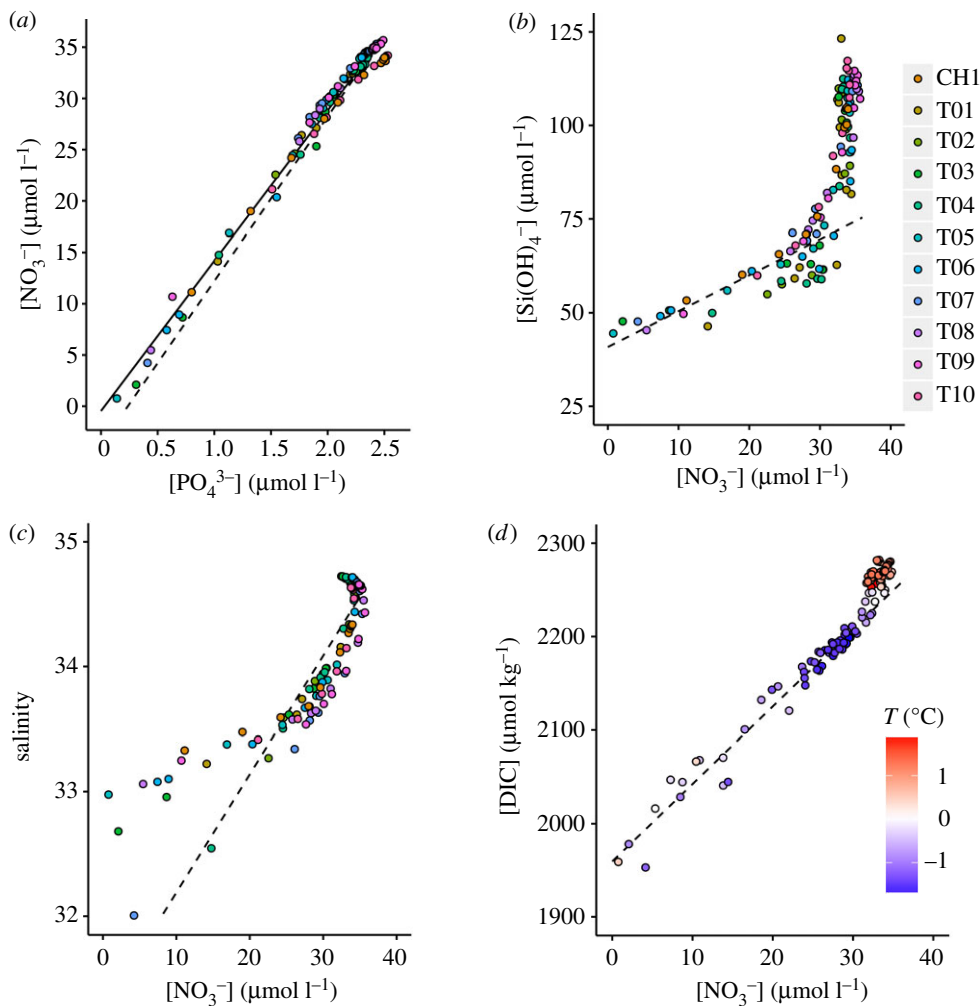 (a)
35
30
25
20
15
10
5
0
[NO₃⁻] (μmol l⁻¹)
0 0.5 1.0 1.5 2.0 2.5
[PO₄³⁻] (μmol l⁻¹)
(b)
125
100
75
50
25
[Si(OH)₄⁻] (μmol l⁻¹)
0 10 20 30 40
[NO₃⁻] (μmol l⁻¹)
CH1
T01
T02
T03
T04
T05
T06
T07
T08
T09
T10
(c)
35
34
33
32
salinity
0 10 20 30 40
[NO₃⁻] (μmol l⁻¹)
(d)
2300
2200
2100
2000
1900
[DIC] (μmol kg⁻¹)
0 10 20 30 40
[NO₃⁻] (μmol l⁻¹)
T (°C)
1
0
−1